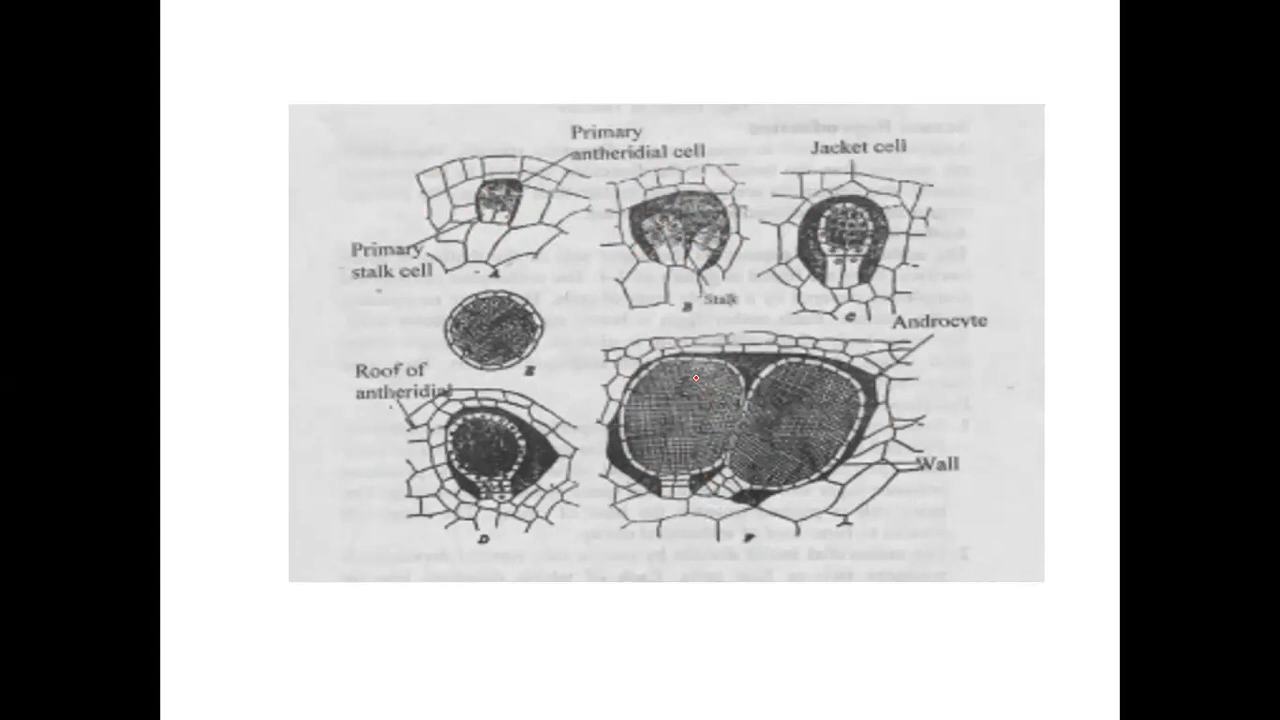 Primary
antheridial cell
Jacket cell
Primary
stalk cell
A
Stalk
B
C
Androcyte
Roof of
antheridial
E
Wall
D
F